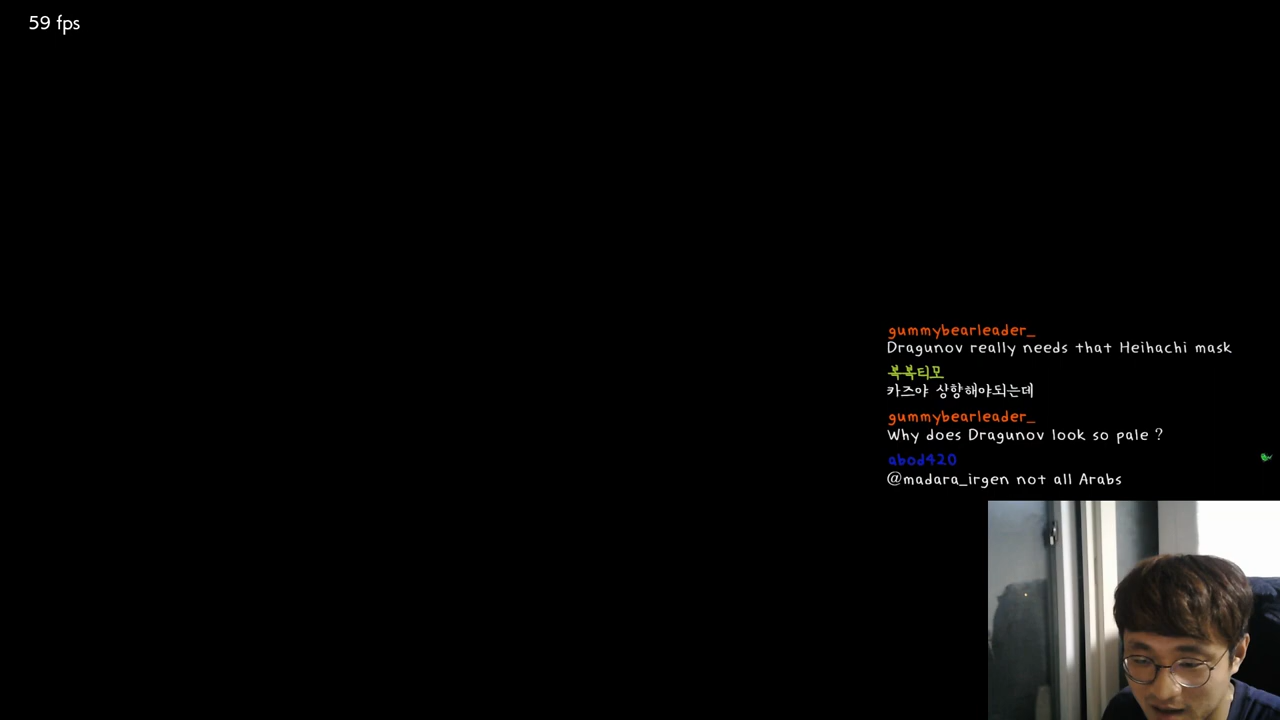 59 fps
gummybearleader_
Dragunov really needs that Heihachi mask
북북티모
카즈야 상향해야되는데
gummybearleader_
Why does Dragunov look so pale ?
abod420
@madara_irgen not all Arabs